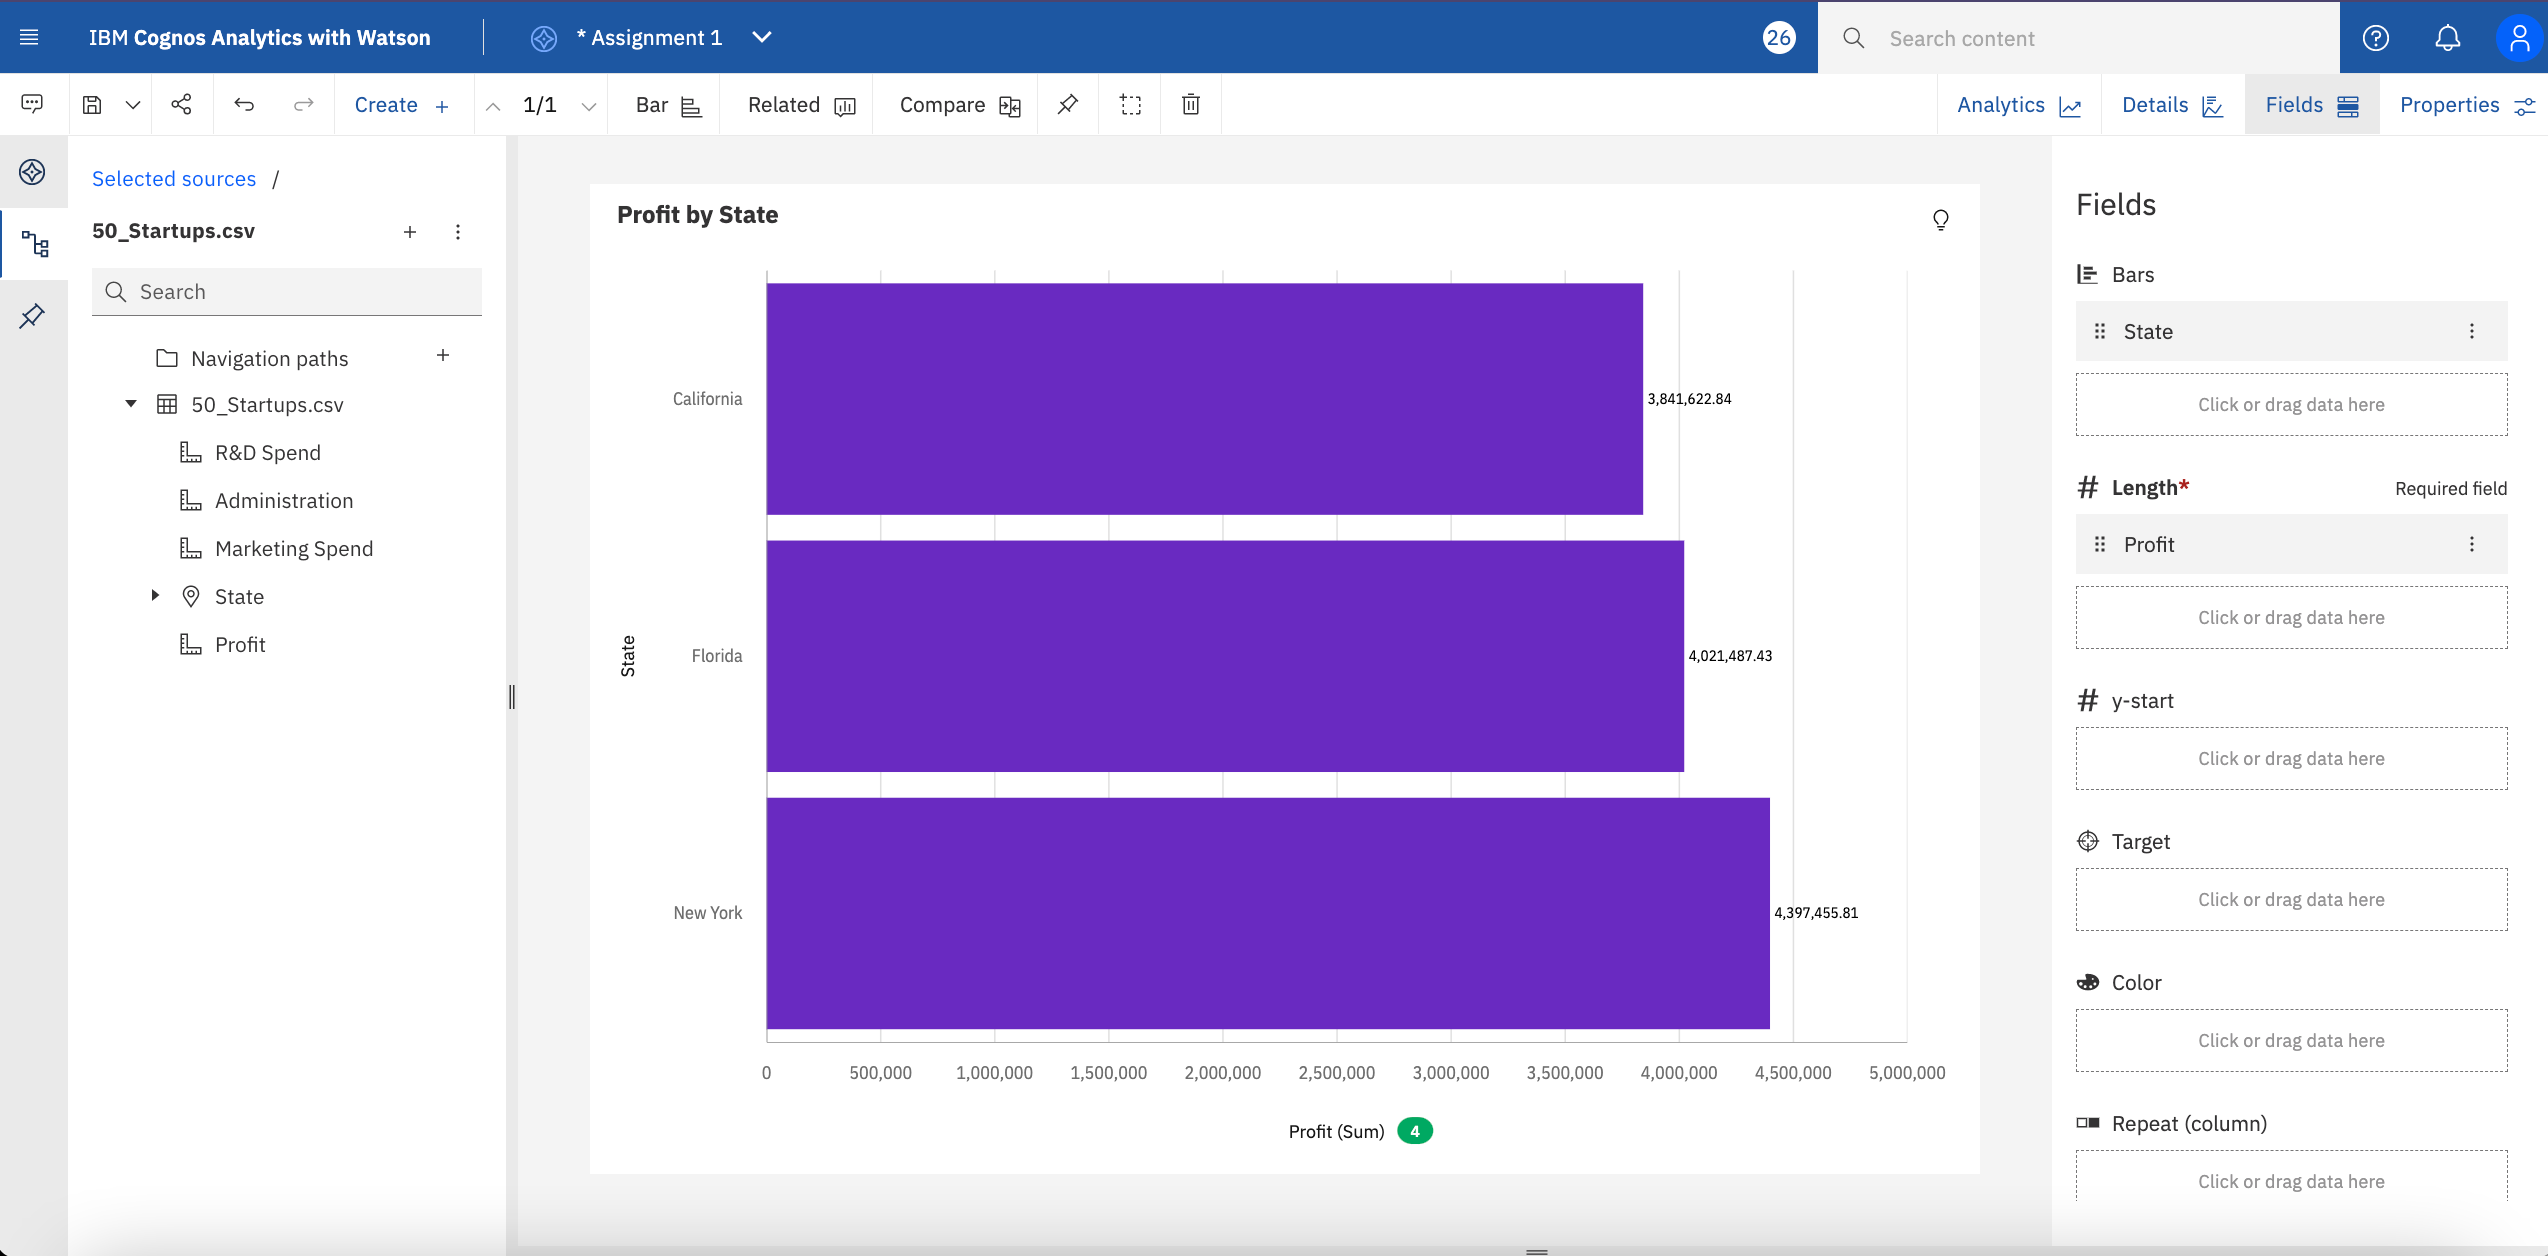 IBM Cognos Analytics with Watson
* Assignment 1
26
Search content
Create +
1/1
Bar
Related
Compare
Analytics
Details
Fields
Properties
Selected sources /
50_Startups.csv
Search
Navigation paths
50_Startups.csv
R&D Spend
Administration
Marketing Spend
State
Profit
Profit by State
California
3,841,622.84
State
Florida
4,021,487.43
New York
4,397,455.81
0
500,000
1,000,000
1,500,000
2,000,000
2,500,000
3,000,000
3,500,000
4,000,000
4,500,000
5,000,000
Profit (Sum) 4
Fields
Bars
State
Click or drag data here
# Length* Required field
Profit
Click or drag data here
# y-start
Click or drag data here
Target
Click or drag data here
Color
Click or drag data here
Repeat (column)
Click or drag data here